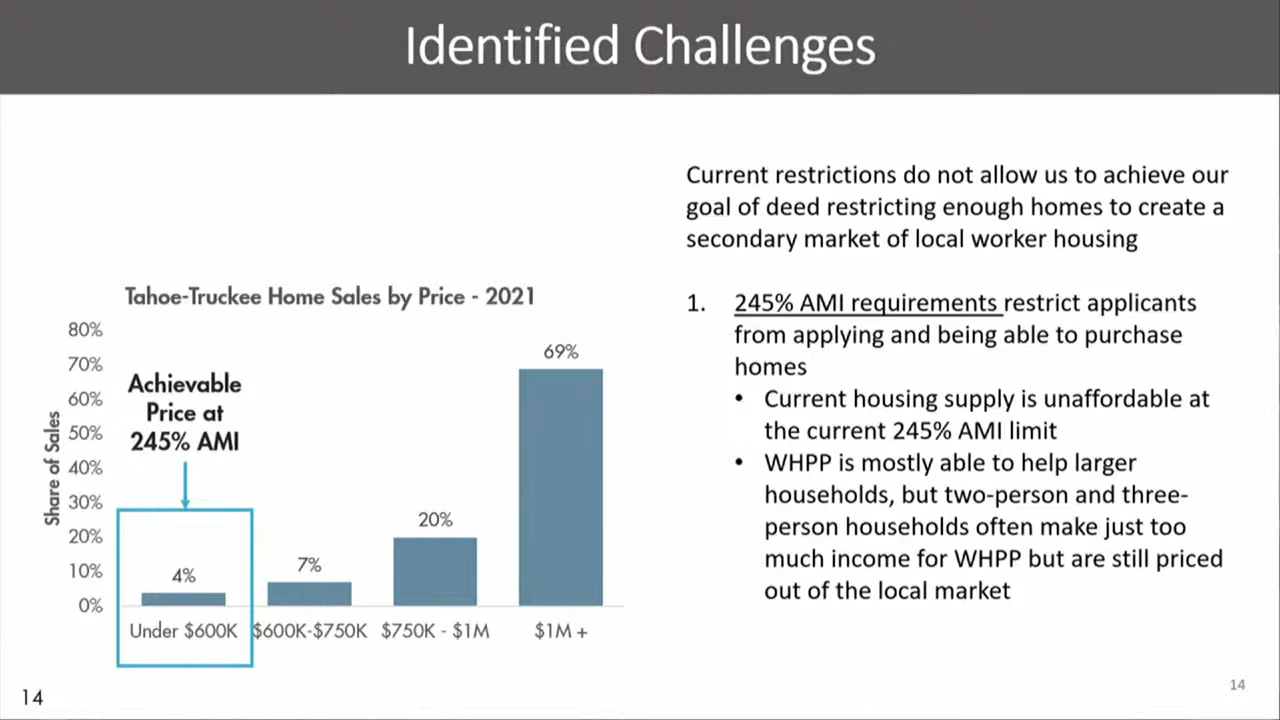 Identified Challenges
Current restrictions do not allow us to achieve our
goal of deed restricting enough homes to create a
secondary market of local worker housing
1. 245% AMI requirements restrict applicants
from applying and being able to purchase
homes
• Current housing supply is unaffordable at
the current 245% AMI limit
• WHPP is mostly able to help larger
households, but two-person and three-
person households often make just too
much income for WHPP but are still priced
out of the local market
Tahoe-Truckee Home Sales by Price - 2021
Share of Sales
80%
70%
60%
50%
40%
30%
20%
10%
0%
Achievable
Price at
245% AMI
4%
7%
20%
69%
Under $600K
$600K-$750K
$750K - $1M
$1M +
14
14